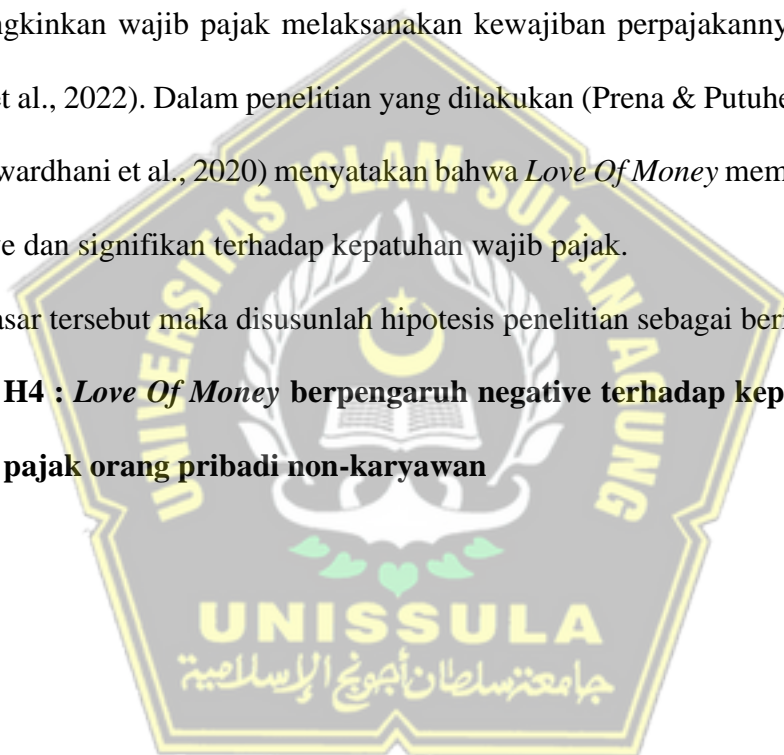 ngkinkan wajib pajak melaksanakan kewajiban perpajakanny
et al., 2022). Dalam penelitian yang dilakukan (Prena & Putuhe
wardhani et al., 2020) menyatakan bahwa Love Of Money mem
ve dan signifikan terhadap kepatuhan wajib pajak.
asar tersebut maka disusunlah hipotesis penelitian sebagai beri
H4 : Love Of Money berpengaruh negative terhadap kep
pajak orang pribadi non-karyawan
UNIVERSITAS ISLAM SULTAN AGUNG
UNISSULA
جامعة سلطان أجونج الإسلامية